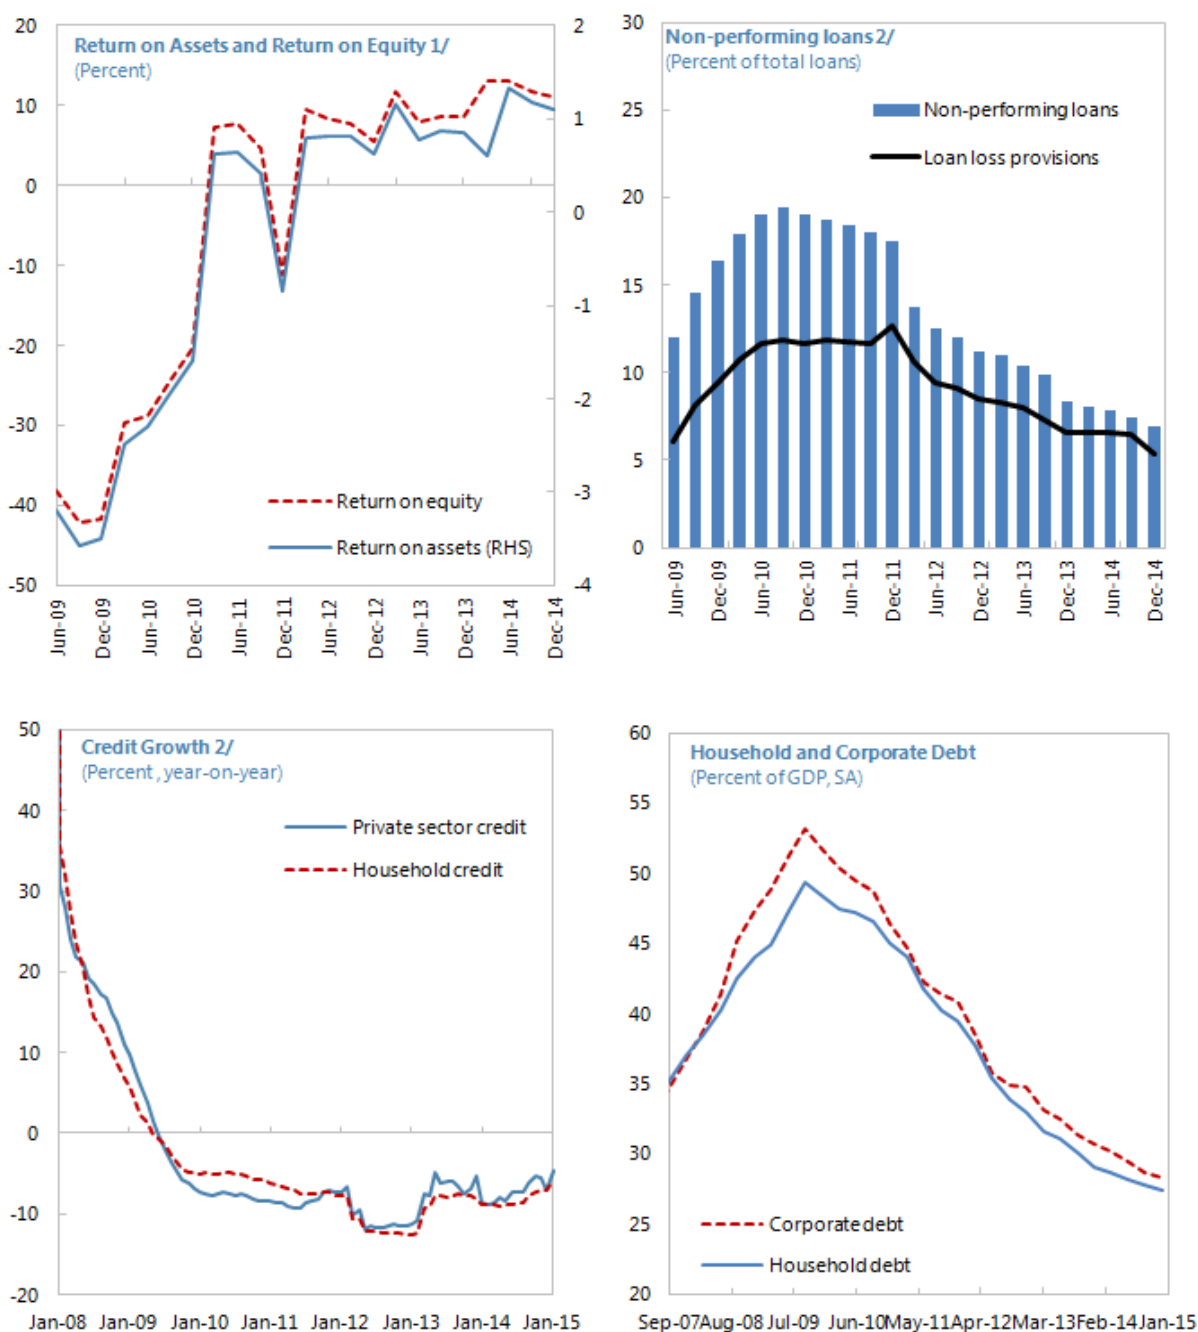 Return on Assets and Return on Equity 1/
(Percent)
20
10
0
-10
-20
-30
-40
-50
2
1
0
-1
-2
-3
-4
Return on equity
Return on assets (RHS)
Jun-09
Dec-09
Jun-10
Dec-10
Jun-11
Dec-11
Jun-12
Dec-12
Jun-13
Dec-13
Jun-14
Dec-14
Non-performing loans 2/
(Percent of total loans)
30
25
20
15
10
5
0
Non-performing loans
Loan loss provisions
Jun-09
Dec-09
Jun-10
Dec-10
Jun-11
Dec-11
Jun-12
Dec-12
Jun-13
Dec-13
Jun-14
Dec-14
Credit Growth 2/
(Percent , year-on-year)
50
40
30
20
10
0
-10
-20
Private sector credit
Household credit
Jan-08 Jan-09 Jan-10 Jan-11 Jan-12 Jan-13 Jan-14 Jan-15
Household and Corporate Debt
(Percent of GDP, SA)
60
55
50
45
40
35
30
25
20
Corporate debt
Household debt
Sep-07 Aug-08 Jul-09 Jun-10 May-11 Apr-12 Mar-13 Feb-14 Jan-15